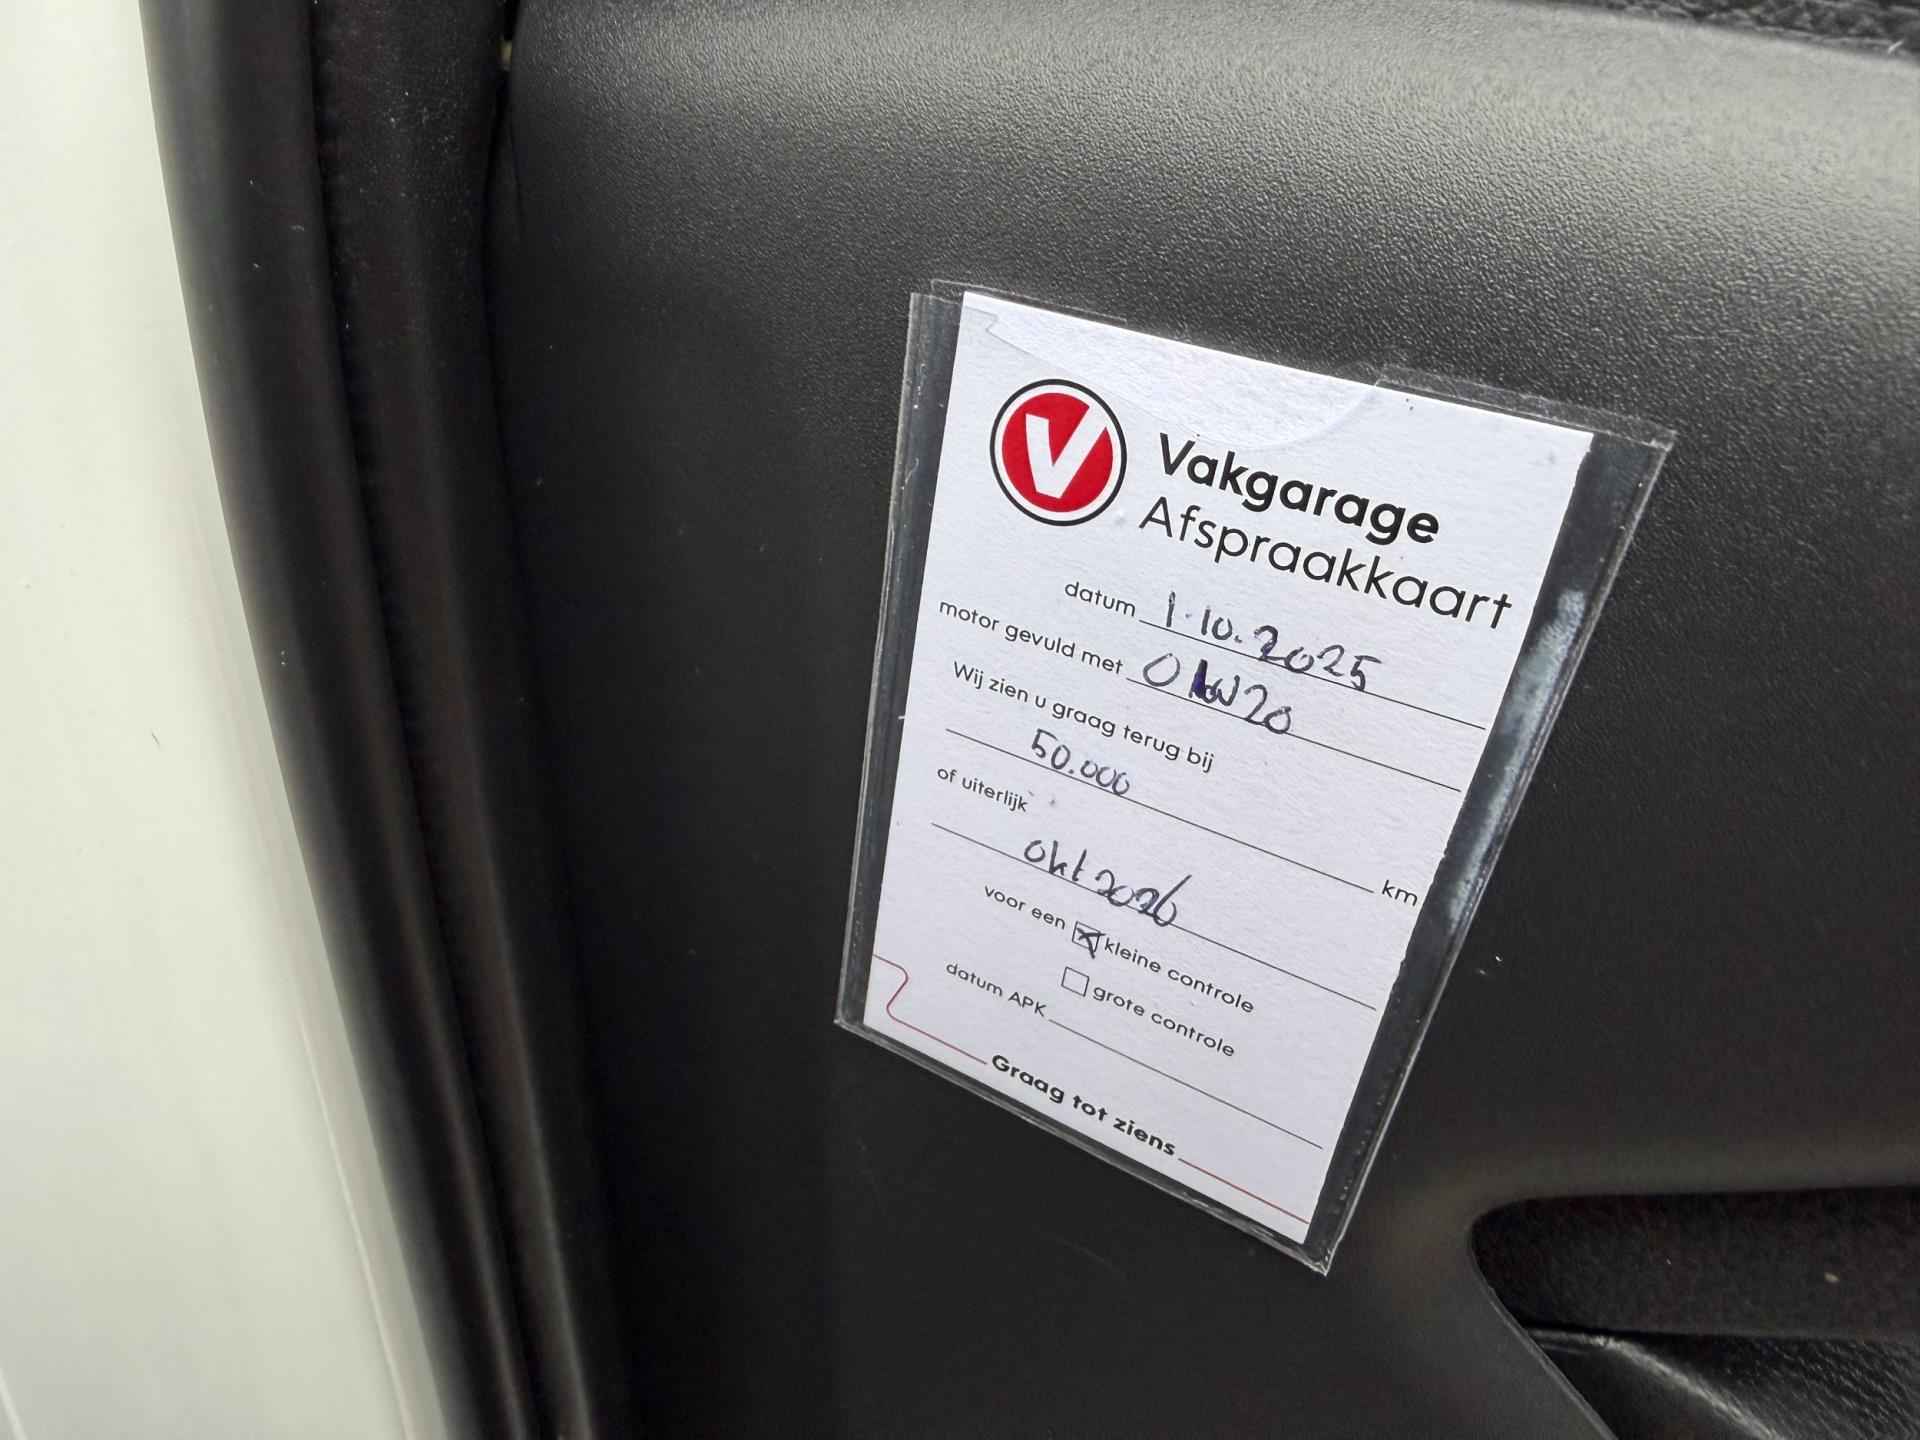 V
Vakgarage
Afspraakkaart
datum 1.10.2025
motor gevuld met 0W20
Wij zien u graag terug bij
50.000 km
of uiterlijk
okt 2026
voor een kleine controle
grote controle
datum APK
Graag tot ziens